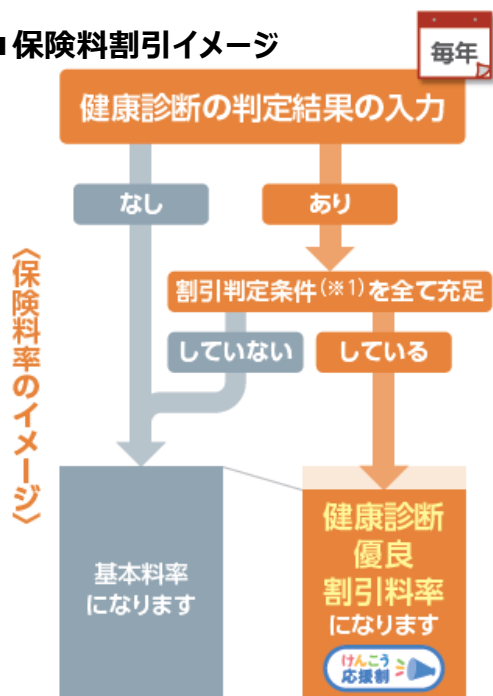 ■保険料割引イメージ
毎年
健康診断の判定結果の入力
なし
あり
割引判定条件(※1)を全て充足
していない
している
〈保険料率のイメージ〉
基本料率
になります
健康診断
優良
割引料率
になります
けんこう
応援割